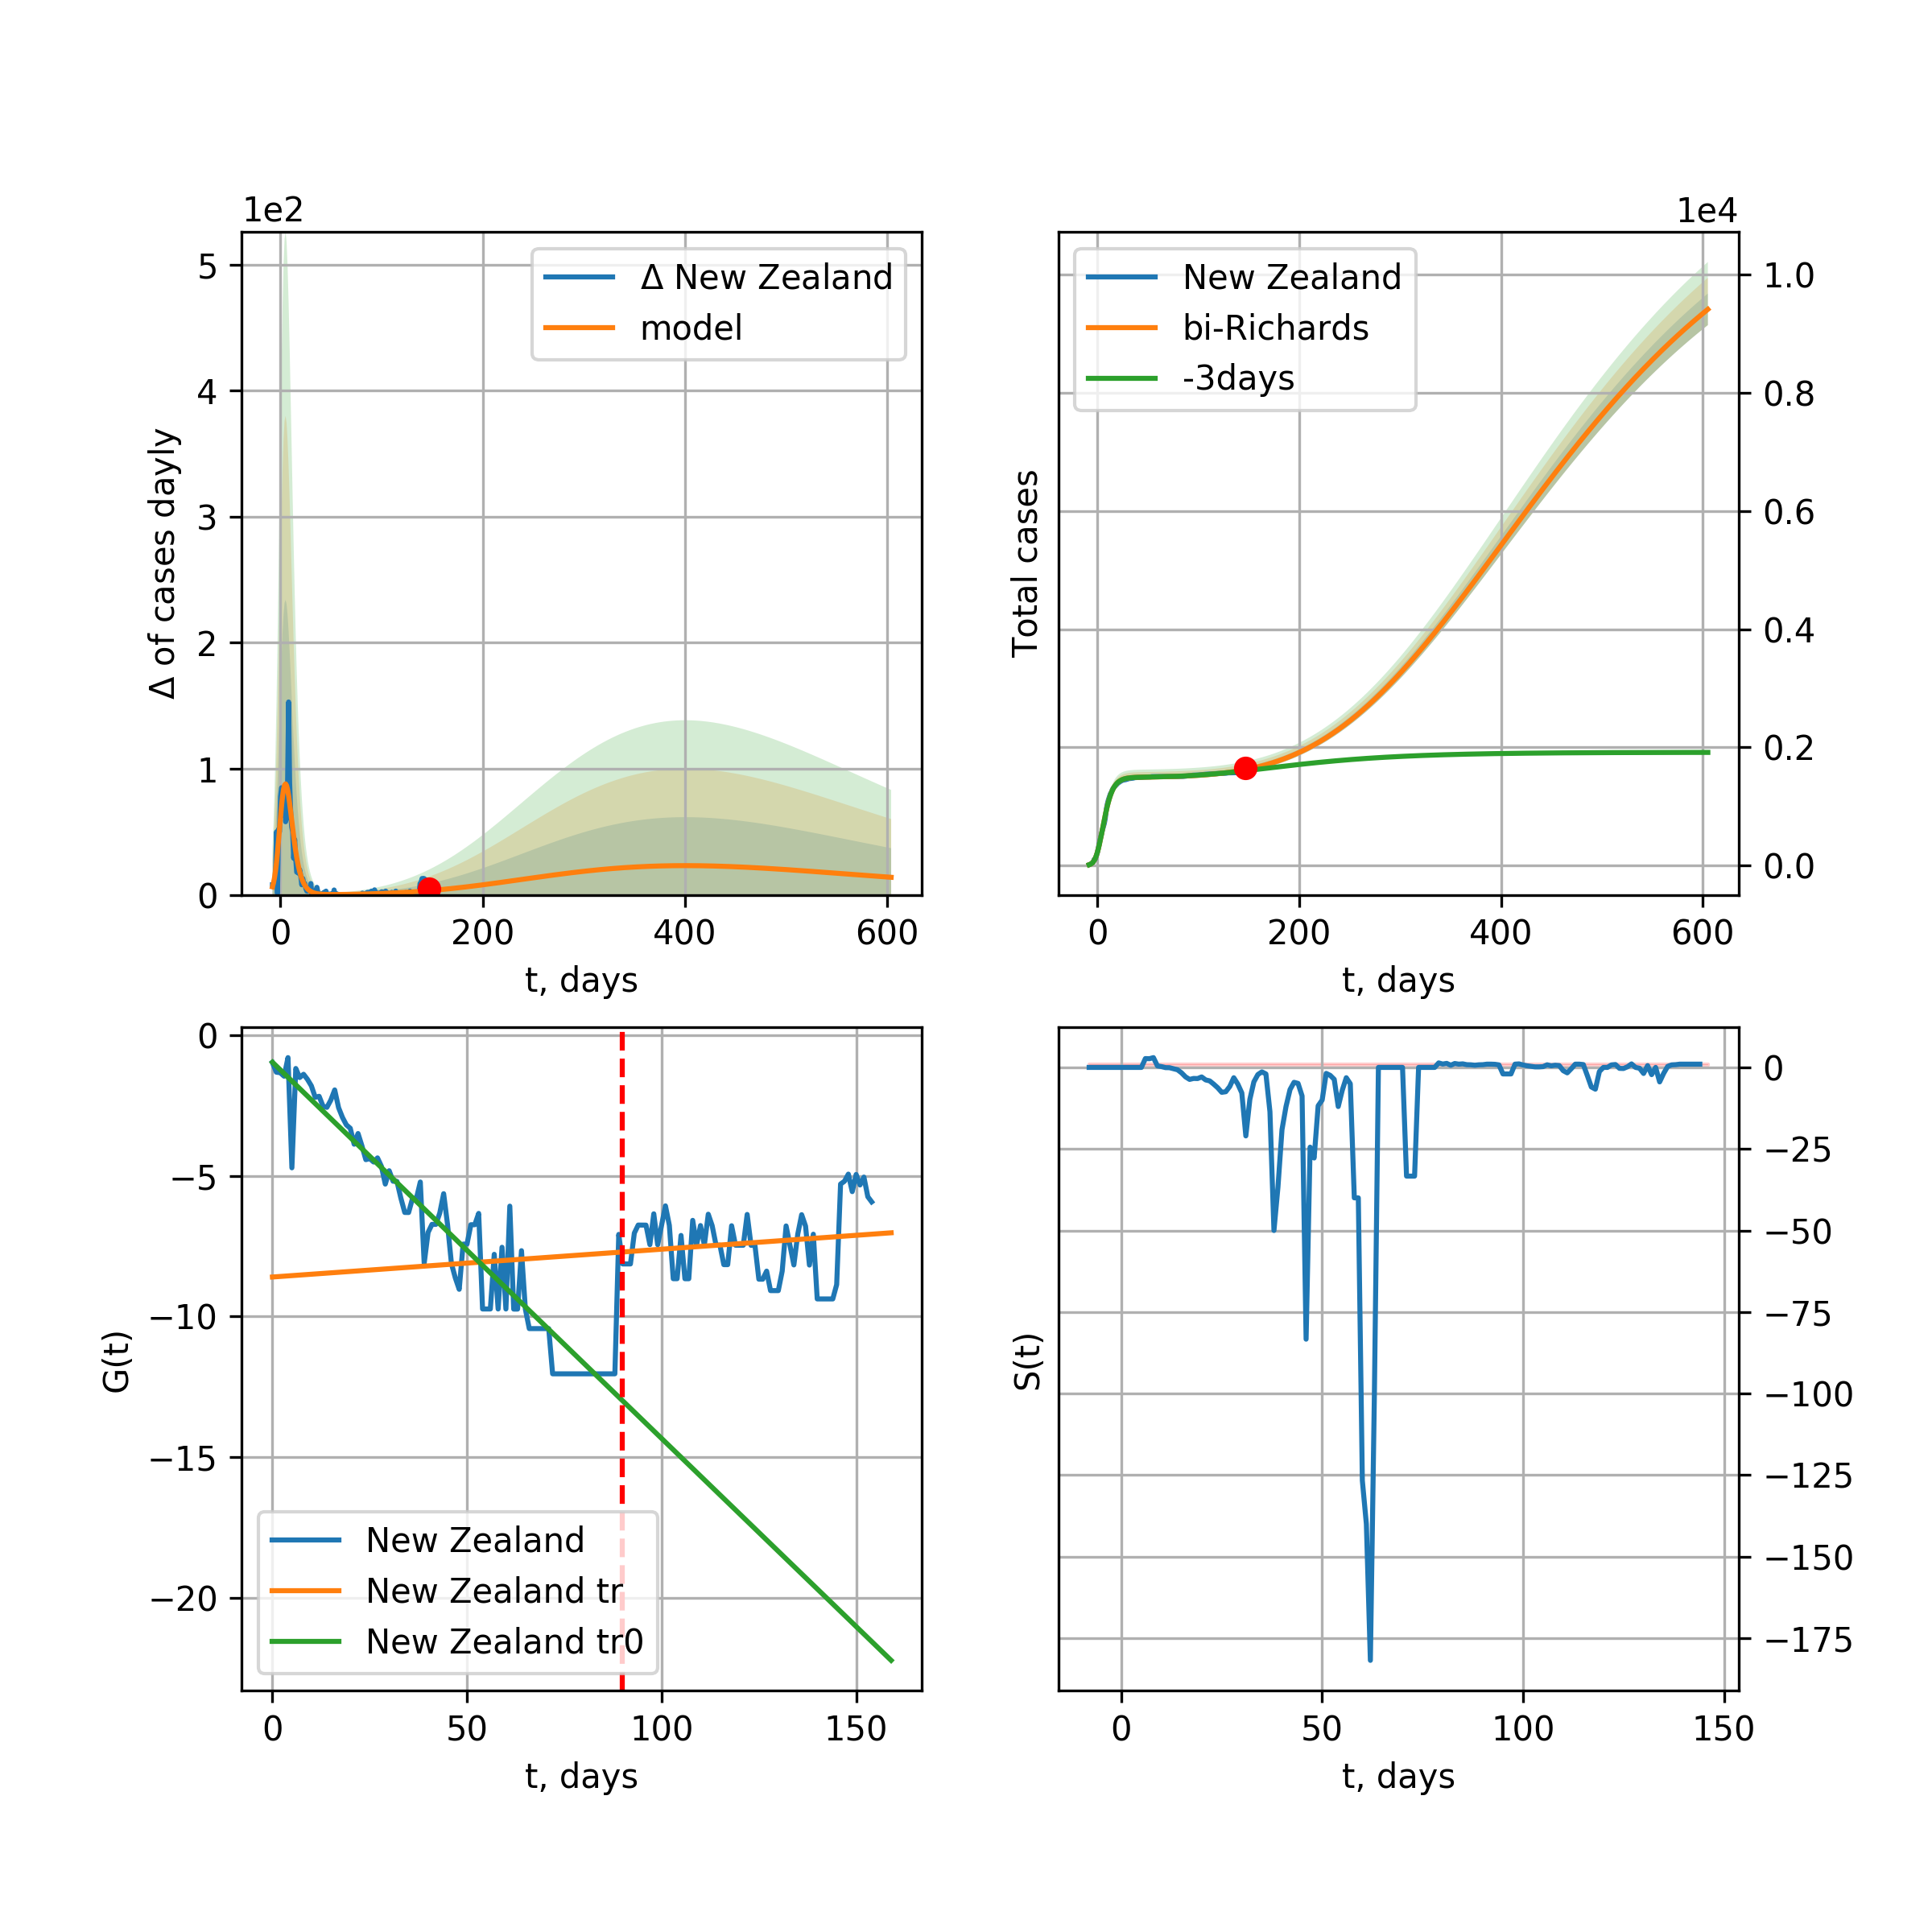 1e2
Δ of cases dayly
5
4
3
2
1
0
Δ New Zealand
model
0 200 400 600
t, days
1e4
Total cases
New Zealand
bi-Richards
-3days
1.0
0.8
0.6
0.4
0.2
0.0
0 200 400 600
t, days
G(t)
0
−5
−10
−15
−20
New Zealand
New Zealand tr
New Zealand tr0
0 50 100 150
t, days
S(t)
0
−25
−50
−75
−100
−125
−150
−175
0 50 100 150
t, days